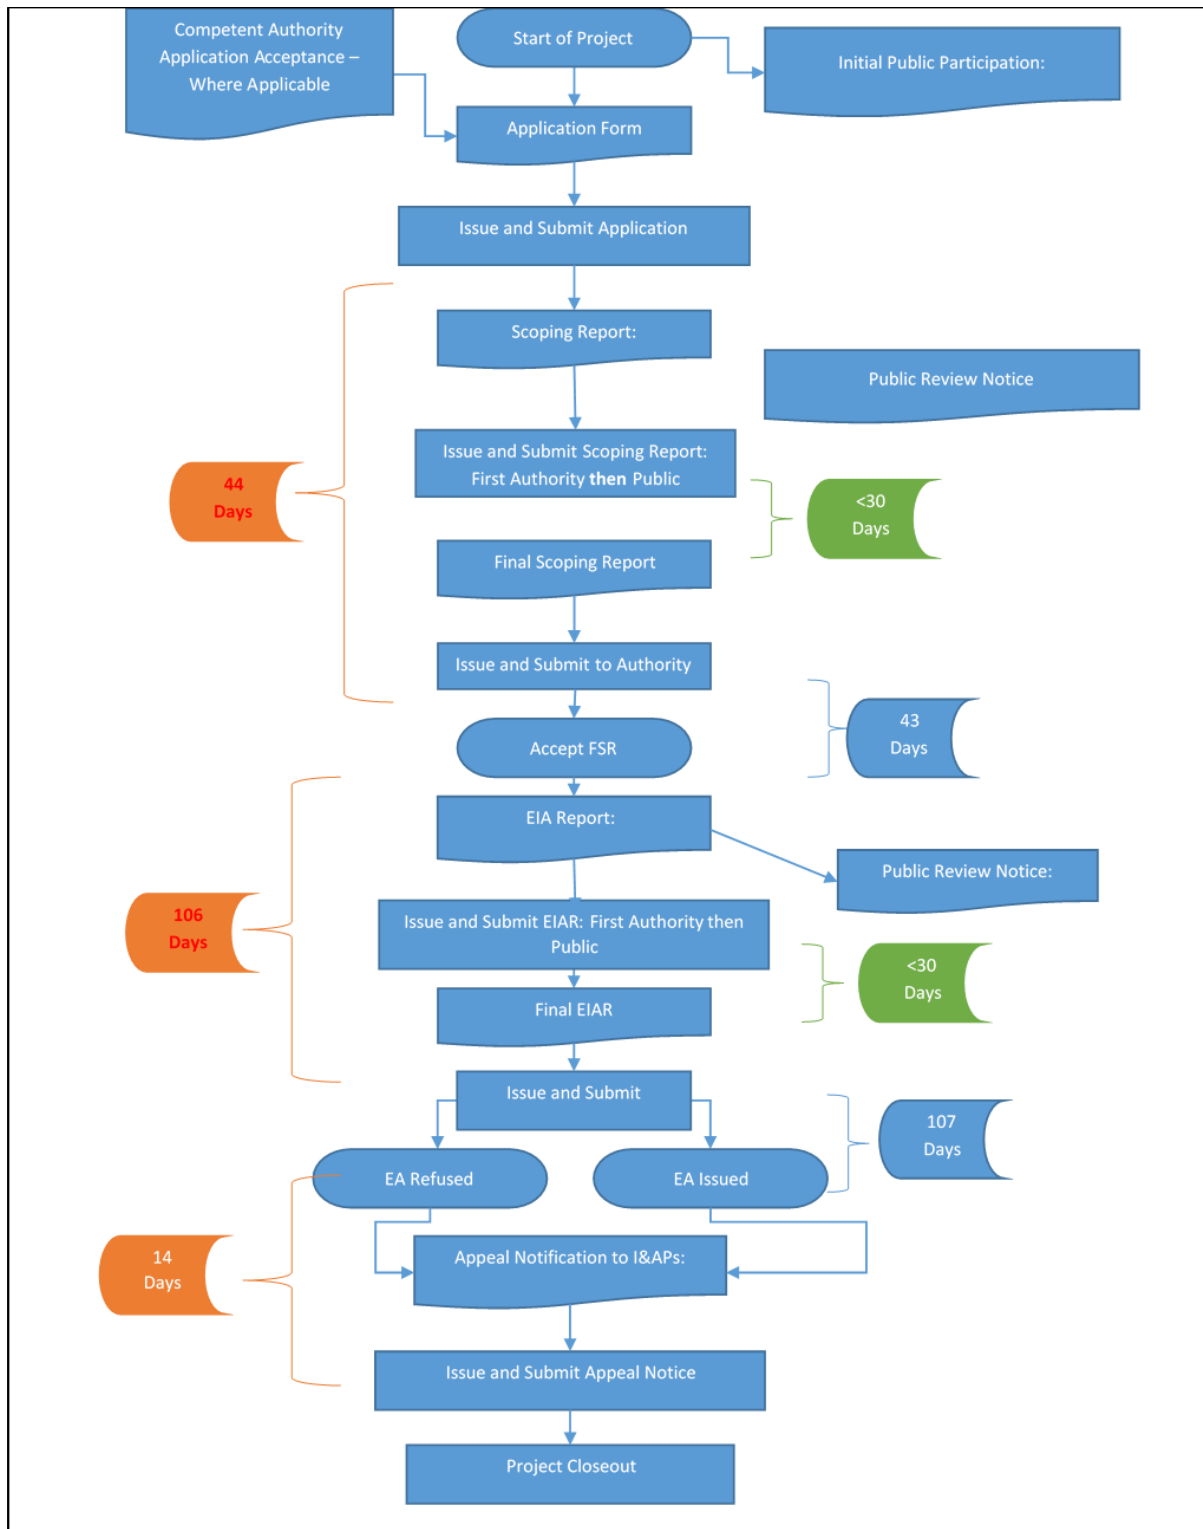 Competent Authority
Application Acceptance –
Where Applicable
Start of Project
Initial Public Participation:
Application Form
Issue and Submit Application
Scoping Report:
Public Review Notice
Issue and Submit Scoping Report:
First Authority then Public
44
Days
<30
Days
Final Scoping Report
Issue and Submit to Authority
43
Days
Accept FSR
EIA Report:
Public Review Notice:
106
Days
Issue and Submit EIAR: First Authority then
Public
<30
Days
Final EIAR
Issue and Submit
107
Days
EA Refused
EA Issued
14
Days
Appeal Notification to I&APs:
Issue and Submit Appeal Notice
Project Closeout